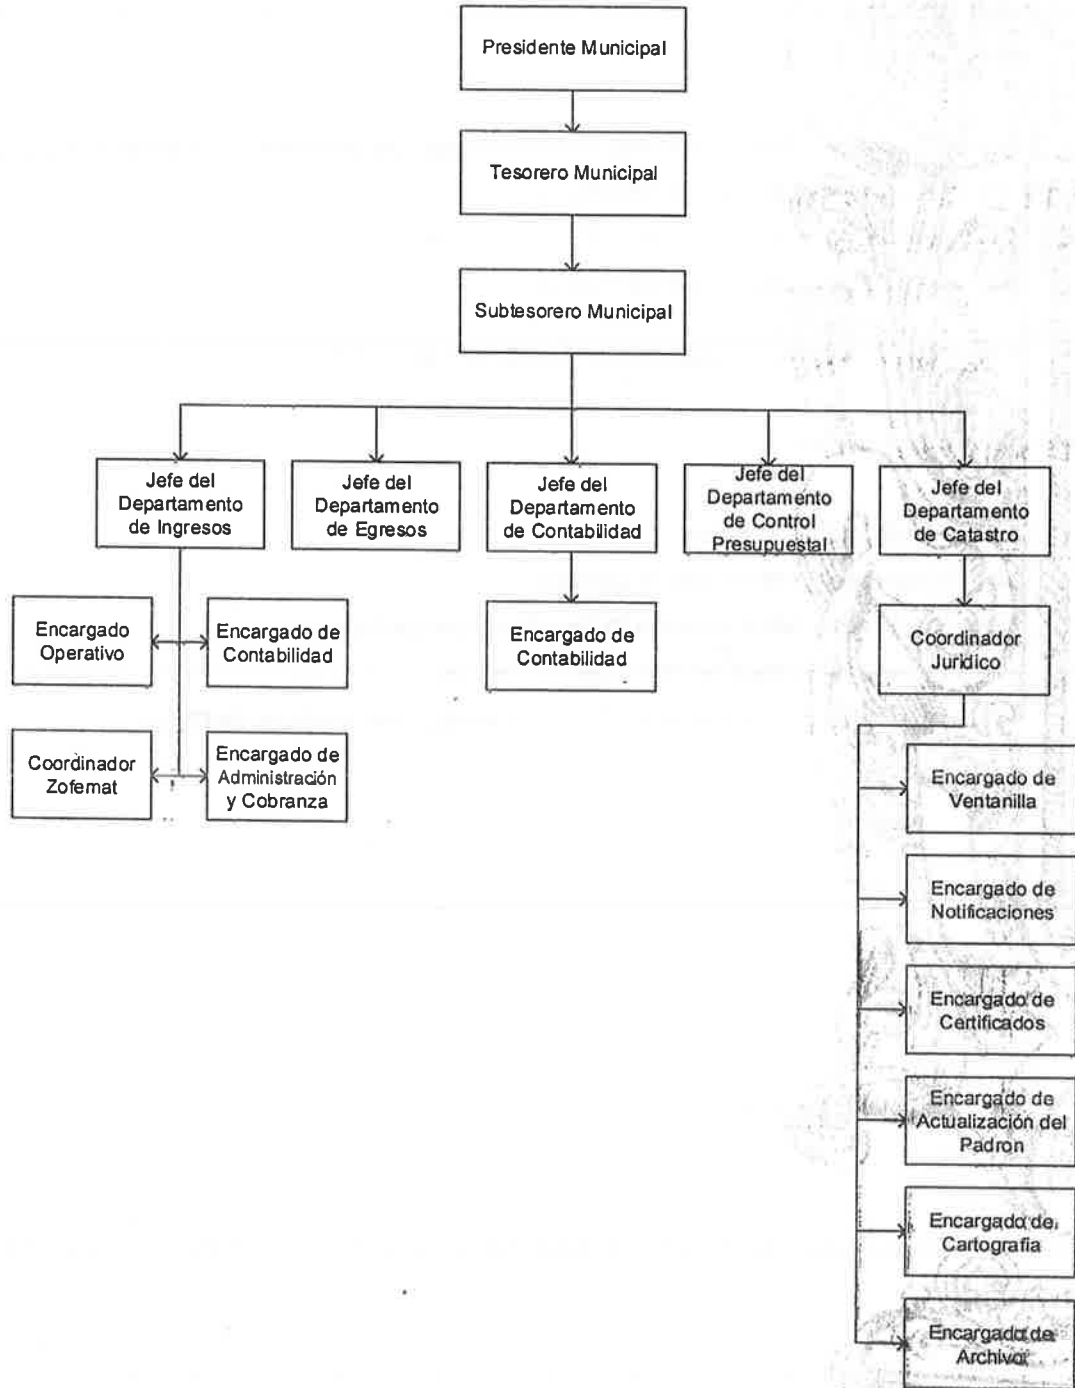 Presidente Municipal
Tesorero Municipal
Subtesorero Municipal
Jefe del
Departamento
de Ingresos
Jefe del
Departamento
de Egresos
Jefe del
Departamento
de Contabilidad
Jefe del
Departamento
de Control
Presupuestal
Jefe del
Departamento
de Catastro
Encargado
Operativo
Encargado de
Contabilidad
Encargado de
Contabilidad
Coordinador
Jurídico
Coordinador
Zofemat
Encargado de
Administración
y Cobranza
Encargado de
Ventanilla
Encargado de
Notificaciones
Encargado de
Certificados
Encargado de
Actualización del
Padron
Encargado de
Cartografia
Encargado de
Archivo